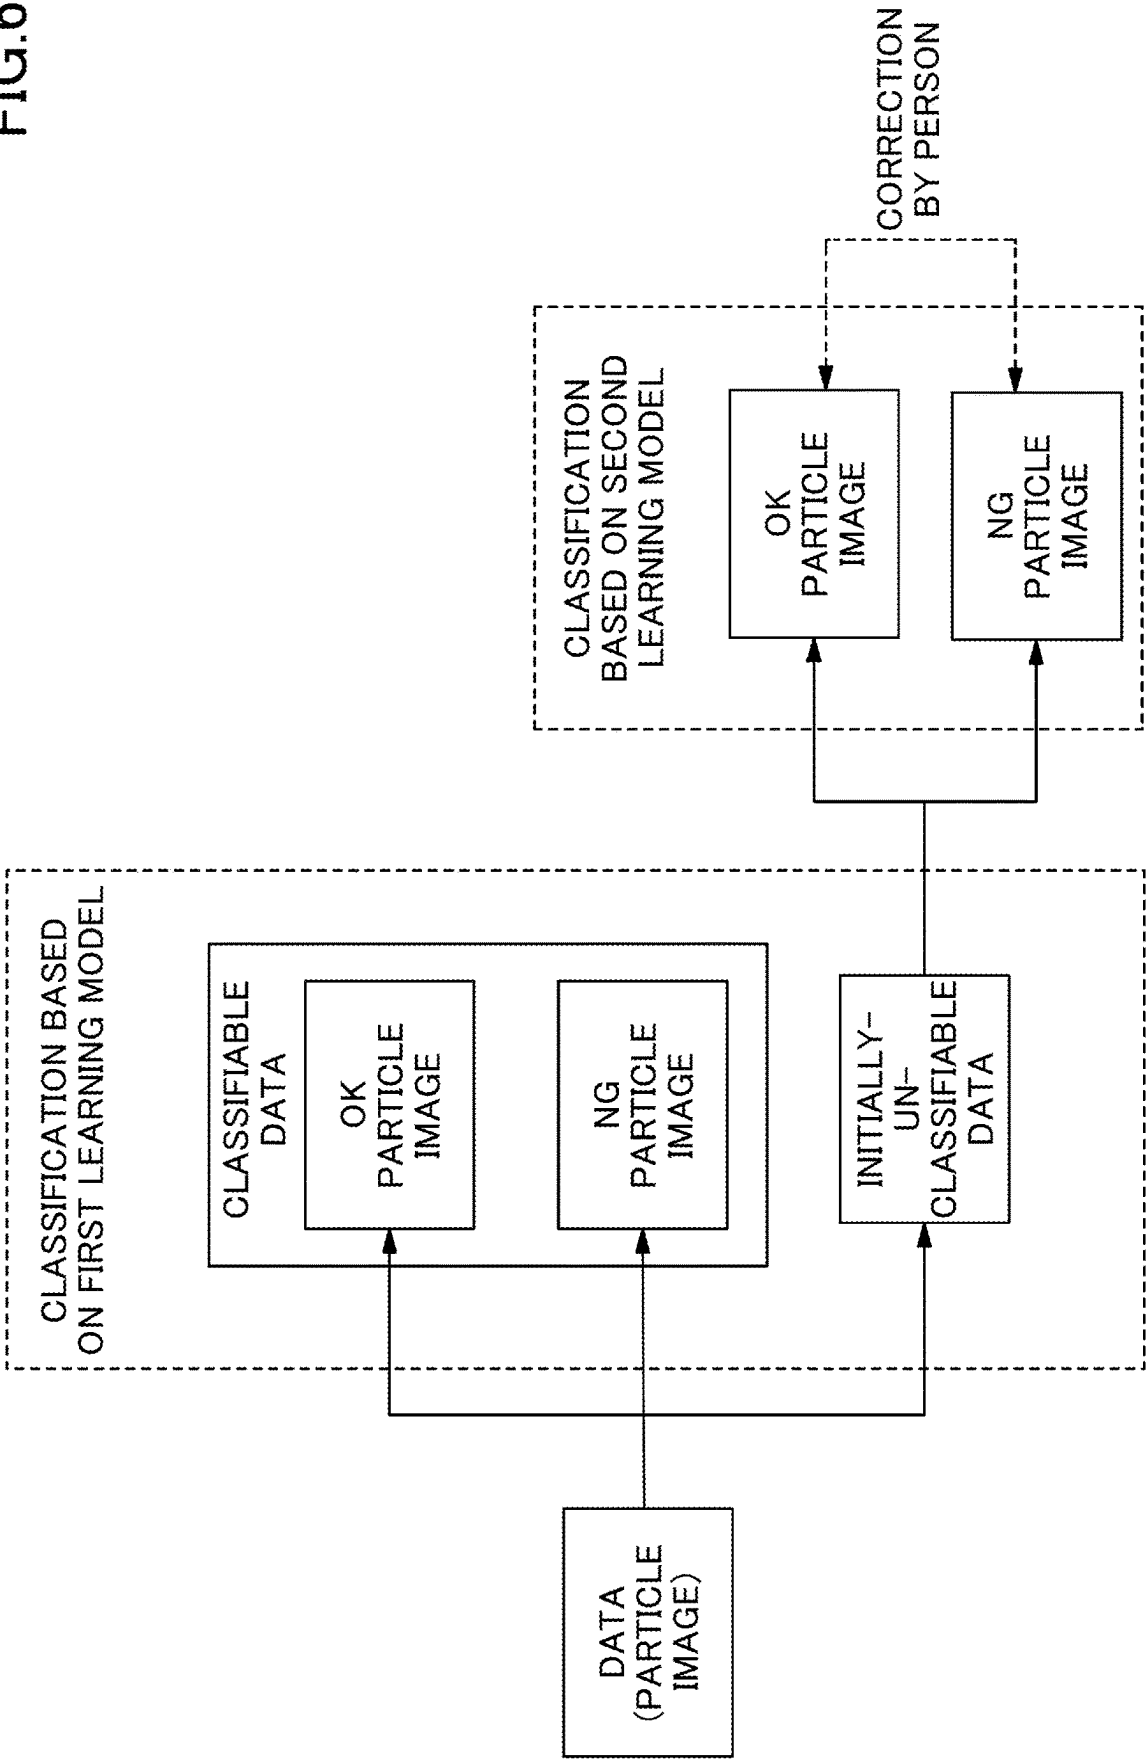 FIG.6
CLASSIFICATION BASED
ON FIRST LEARNING MODEL
CLASSIFIABLE
DATA
OK
PARTICLE
IMAGE
NG
PARTICLE
IMAGE
INITIALLY-
UN-
CLASSIFIABLE
DATA
DATA
(PARTICLE
IMAGE)
CLASSIFICATION
BASED ON SECOND
LEARNING MODEL
OK
PARTICLE
IMAGE
NG
PARTICLE
IMAGE
CORRECTION
BY PERSON